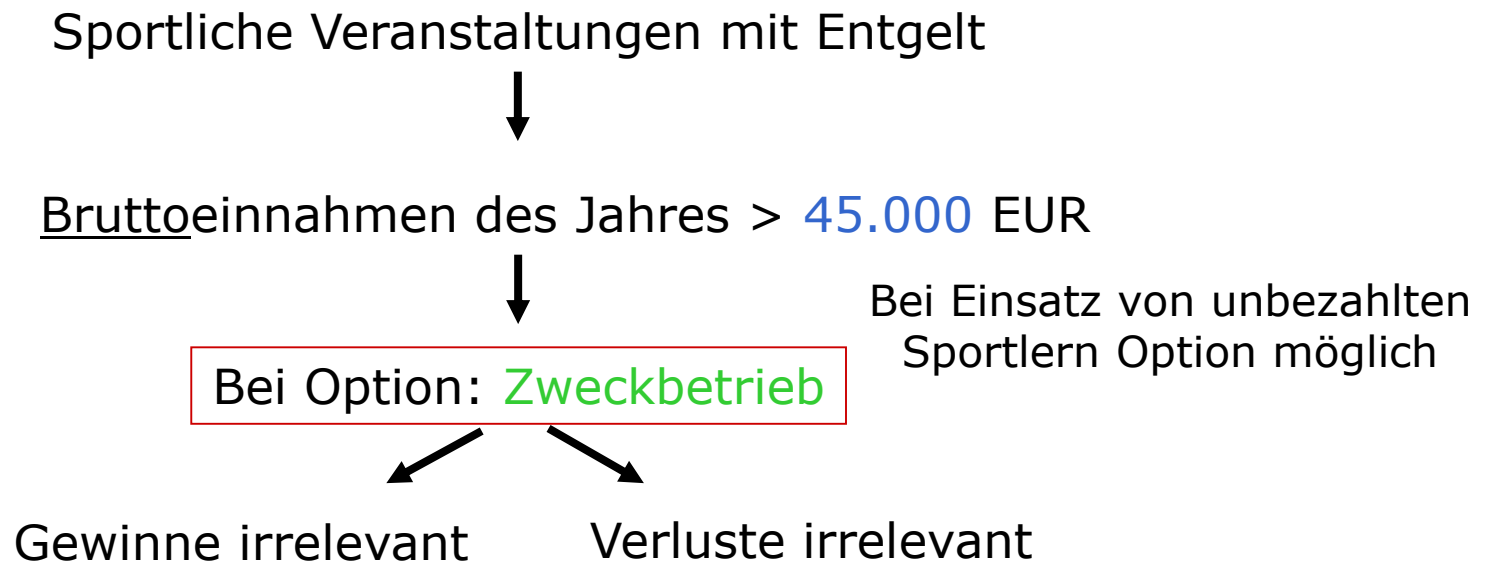 Sportliche Veranstaltungen mit Entgelt
Bruttoeinnahmen des Jahres > 45.000 EUR
Bei Einsatz von unbezahlten
Sportlern Option möglich
Bei Option: Zweckbetrieb
Gewinne irrelevant
Verluste irrelevant